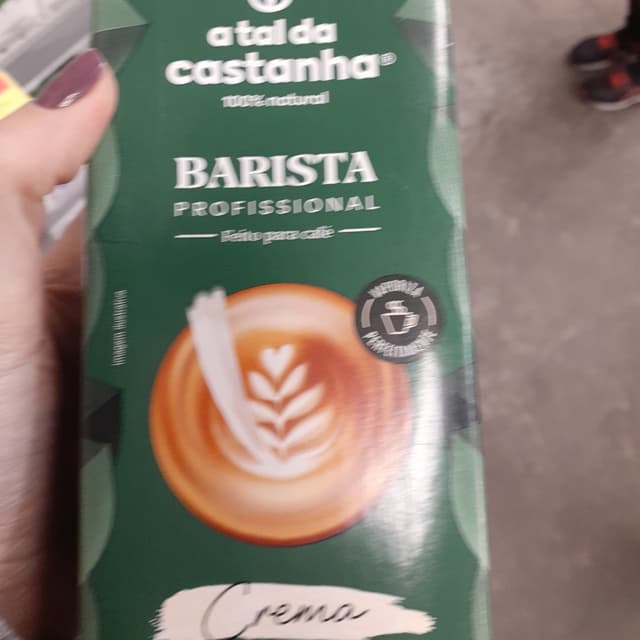 a tal da
castanha®
100% natural
BARISTA
PROFISSIONAL
Feito para café
Crema